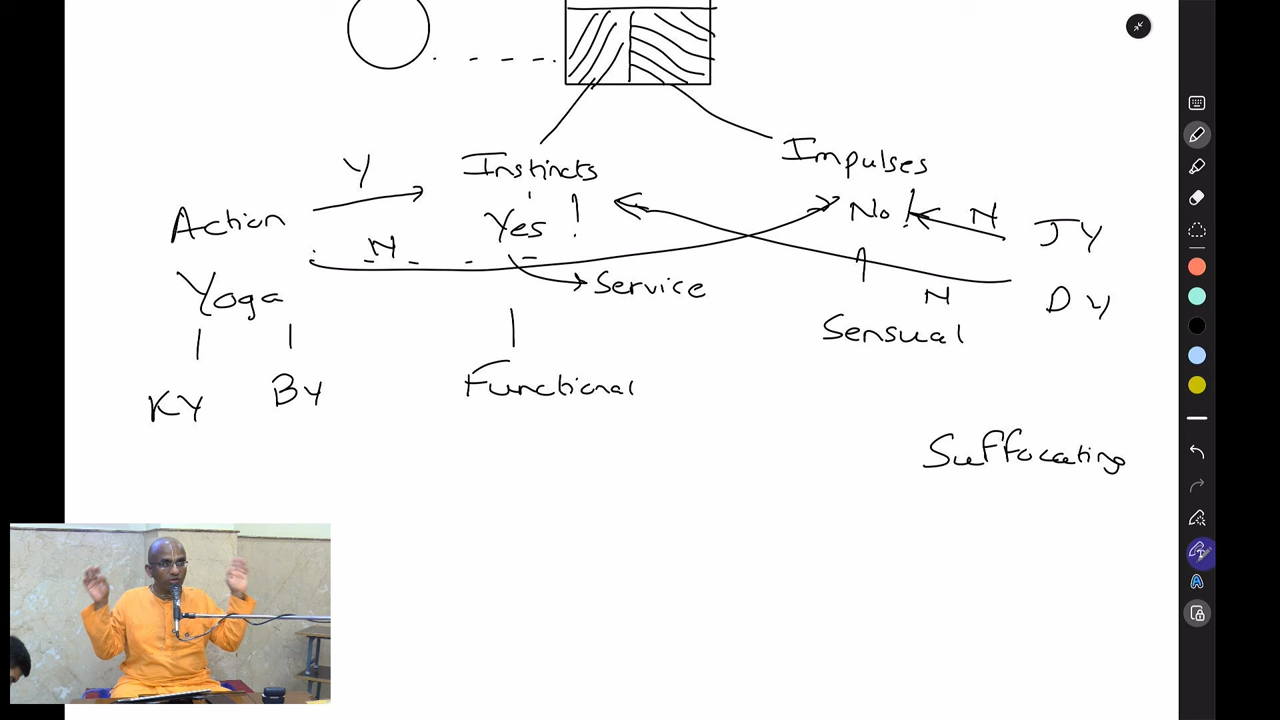 Y
Instincts
Impulses
Action
Yes !
No !
N
JY
N
Service
Yoga
N
DY
Sensual
KY
BY
Functional
Suffocating
A